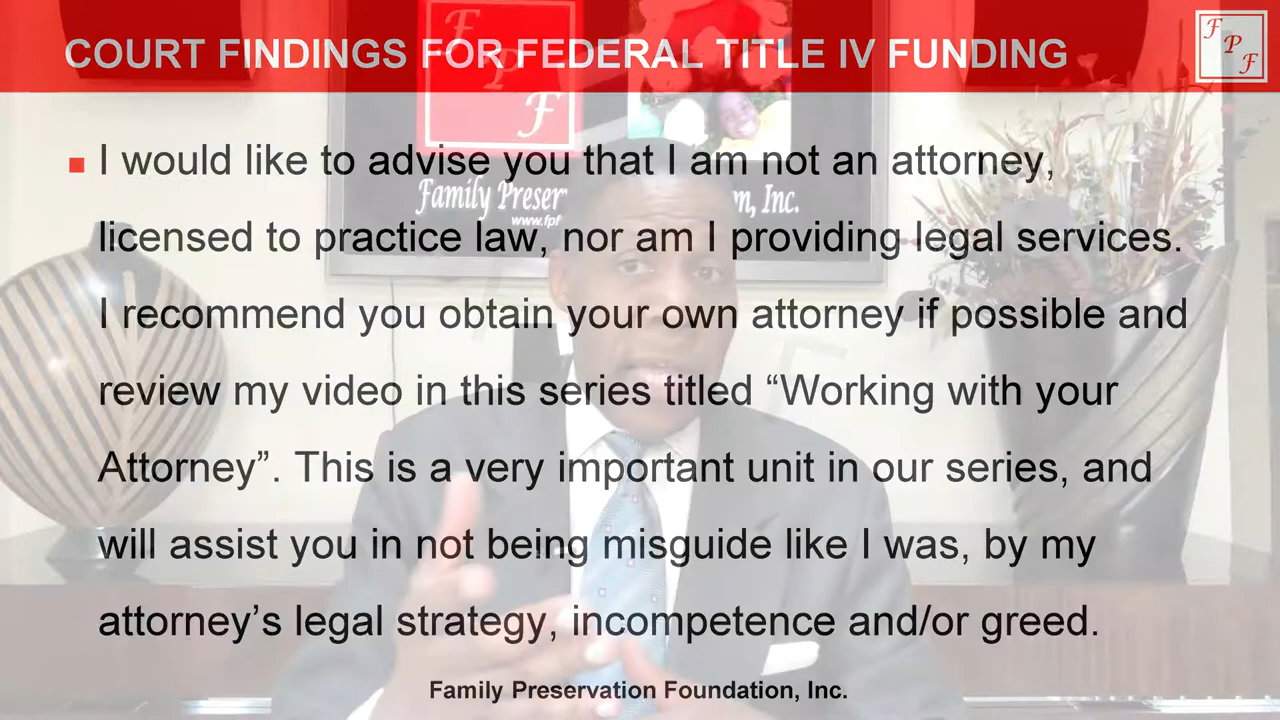 COURT FINDINGS FOR FEDERAL TITLE IV FUNDING
F
P
F
F
P
F
I would like to advise you that I am not an attorney,
Family Preser n, Inc.
www.fpf
licensed to practice law, nor am I providing legal services.
I recommend you obtain your own attorney if possible and
review my video in this series titled “Working with your
Attorney”. This is a very important unit in our series, and
will assist you in not being misguide like I was, by my
attorney’s legal strategy, incompetence and/or greed.
Family Preservation Foundation, Inc.